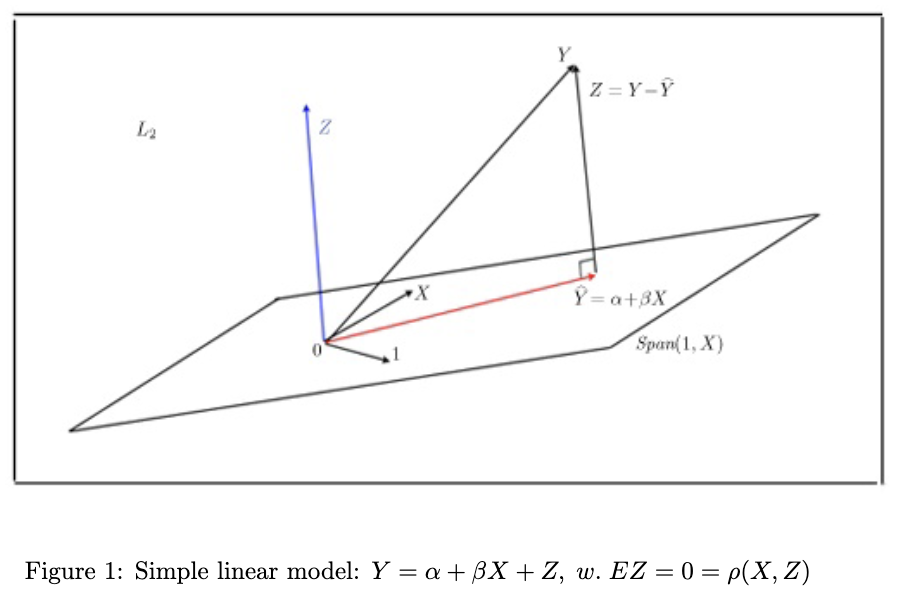 Y
Z = Y−Ŷ
L₂
Z
X
Ŷ = α+βX
0
1
Span(1, X)
Figure 1: Simple linear model: Y = α + βX + Z, w. EZ = 0 = ρ(X, Z)